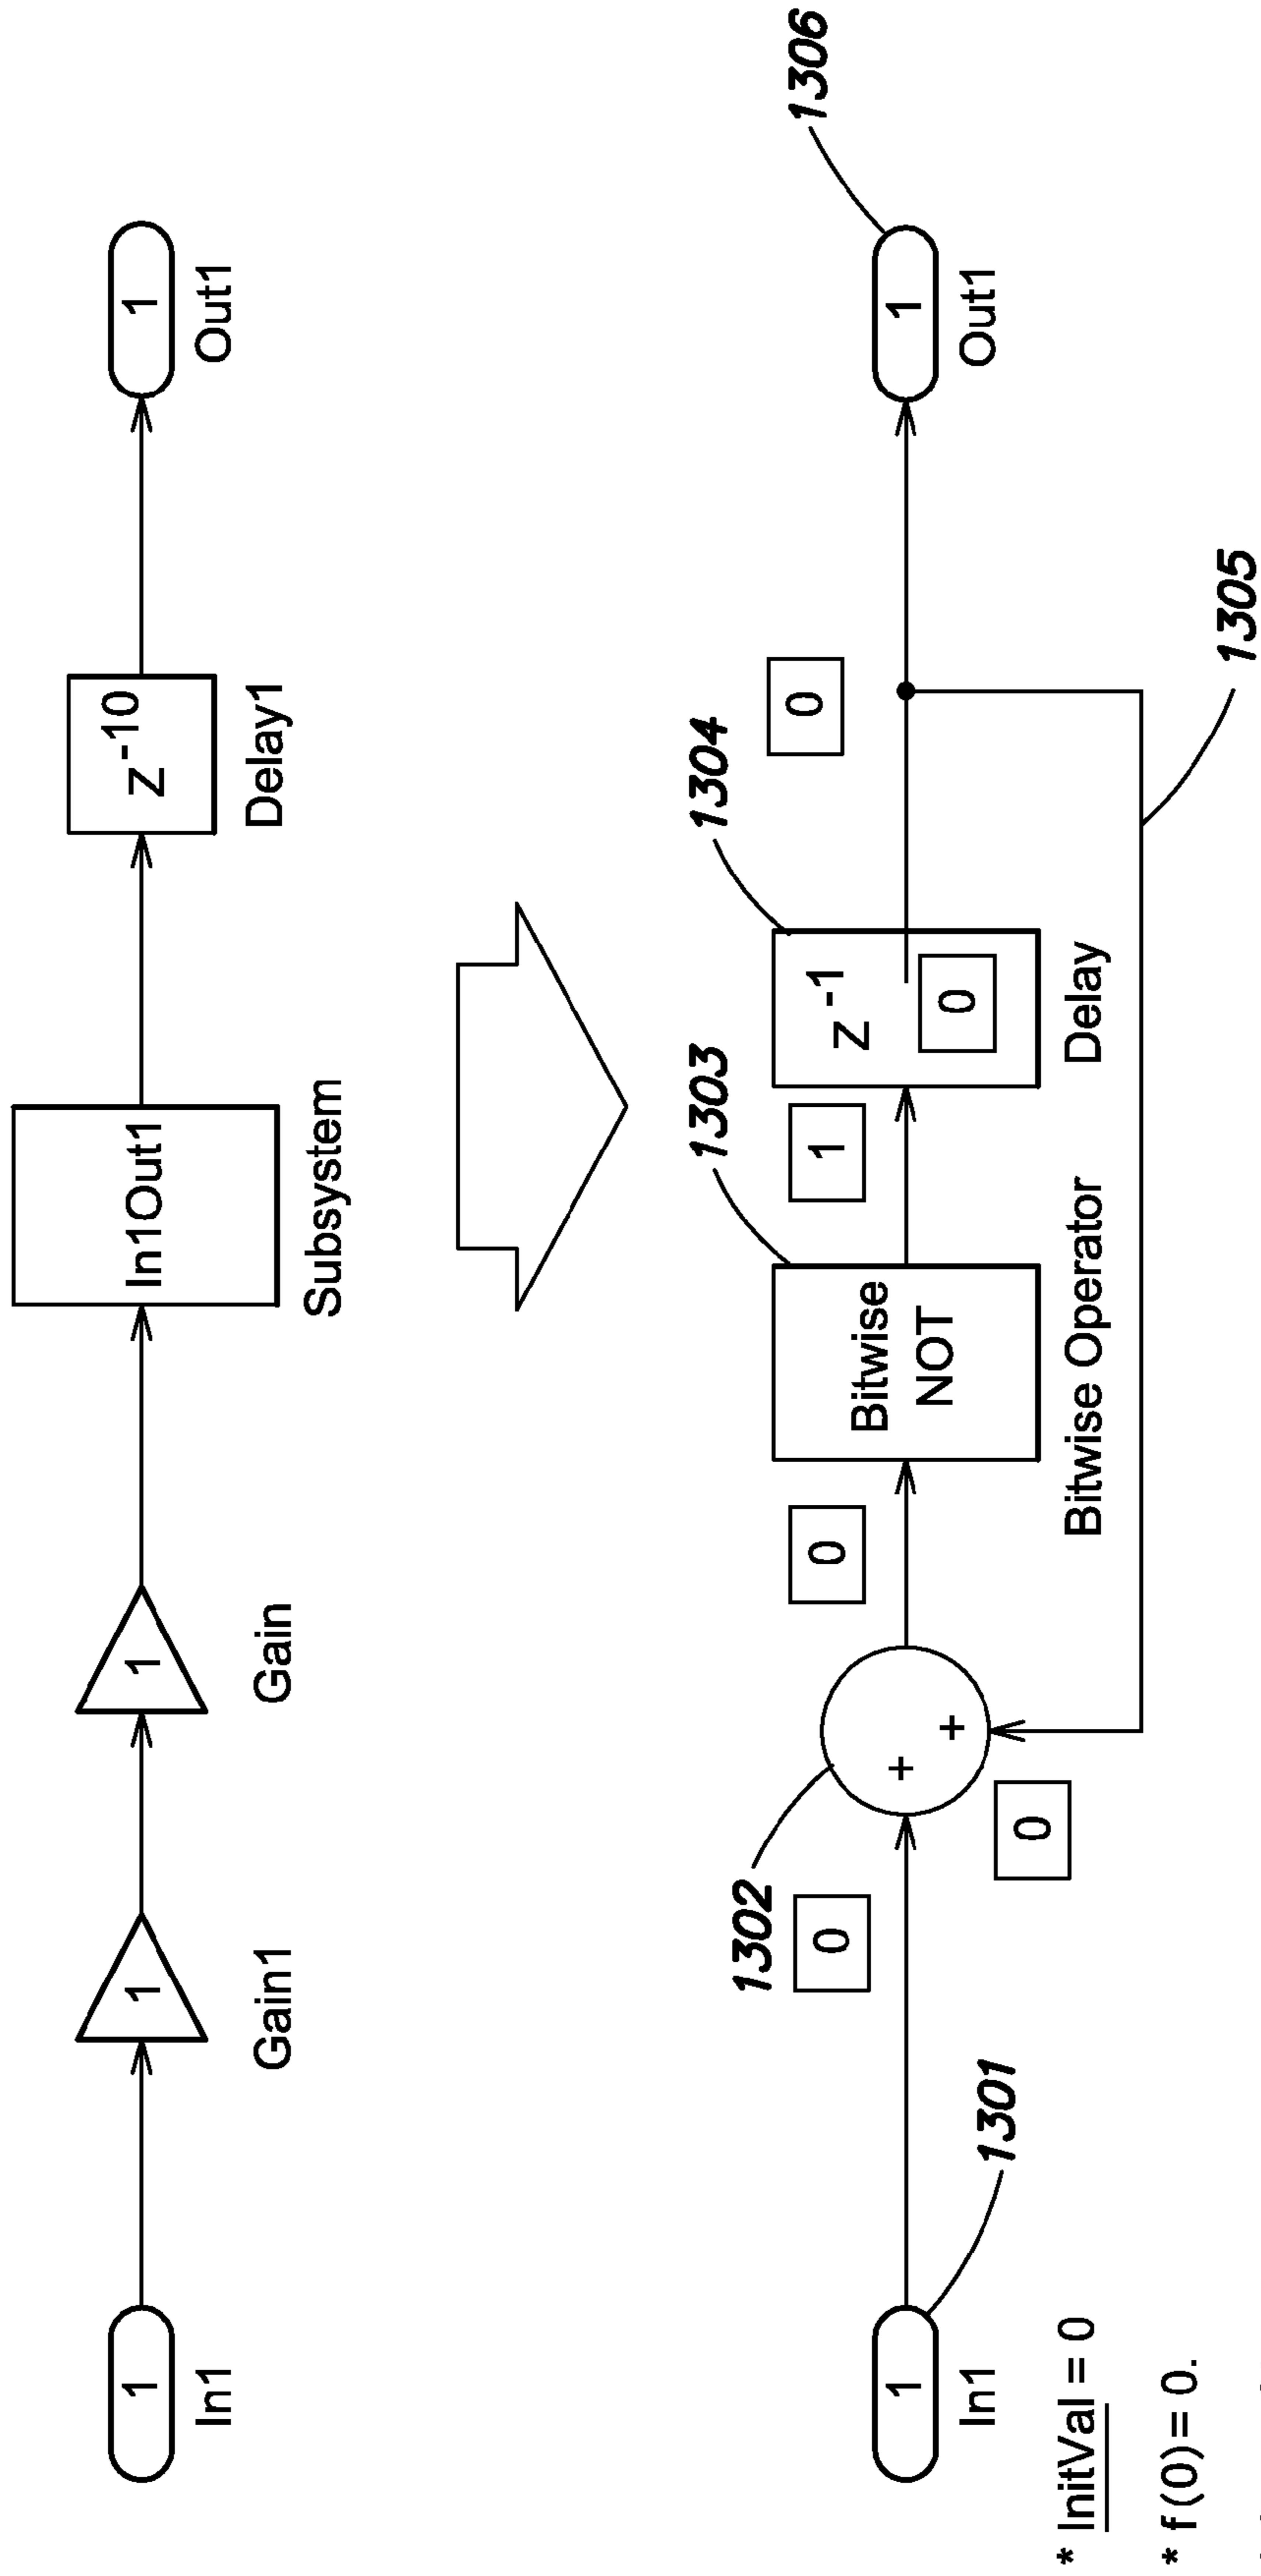 1
In1
1
Gain1
1
Gain
In1Out1
Subsystem
z-10
Delay1
1
Out1
1
In1
1301
0
1302
0
+
+
0
Bitwise
NOT
Bitwise Operator
1303
1
z-1
0
Delay
1304
0
1305
1
Out1
1306
* InitVal = 0
* f(0)= 0.